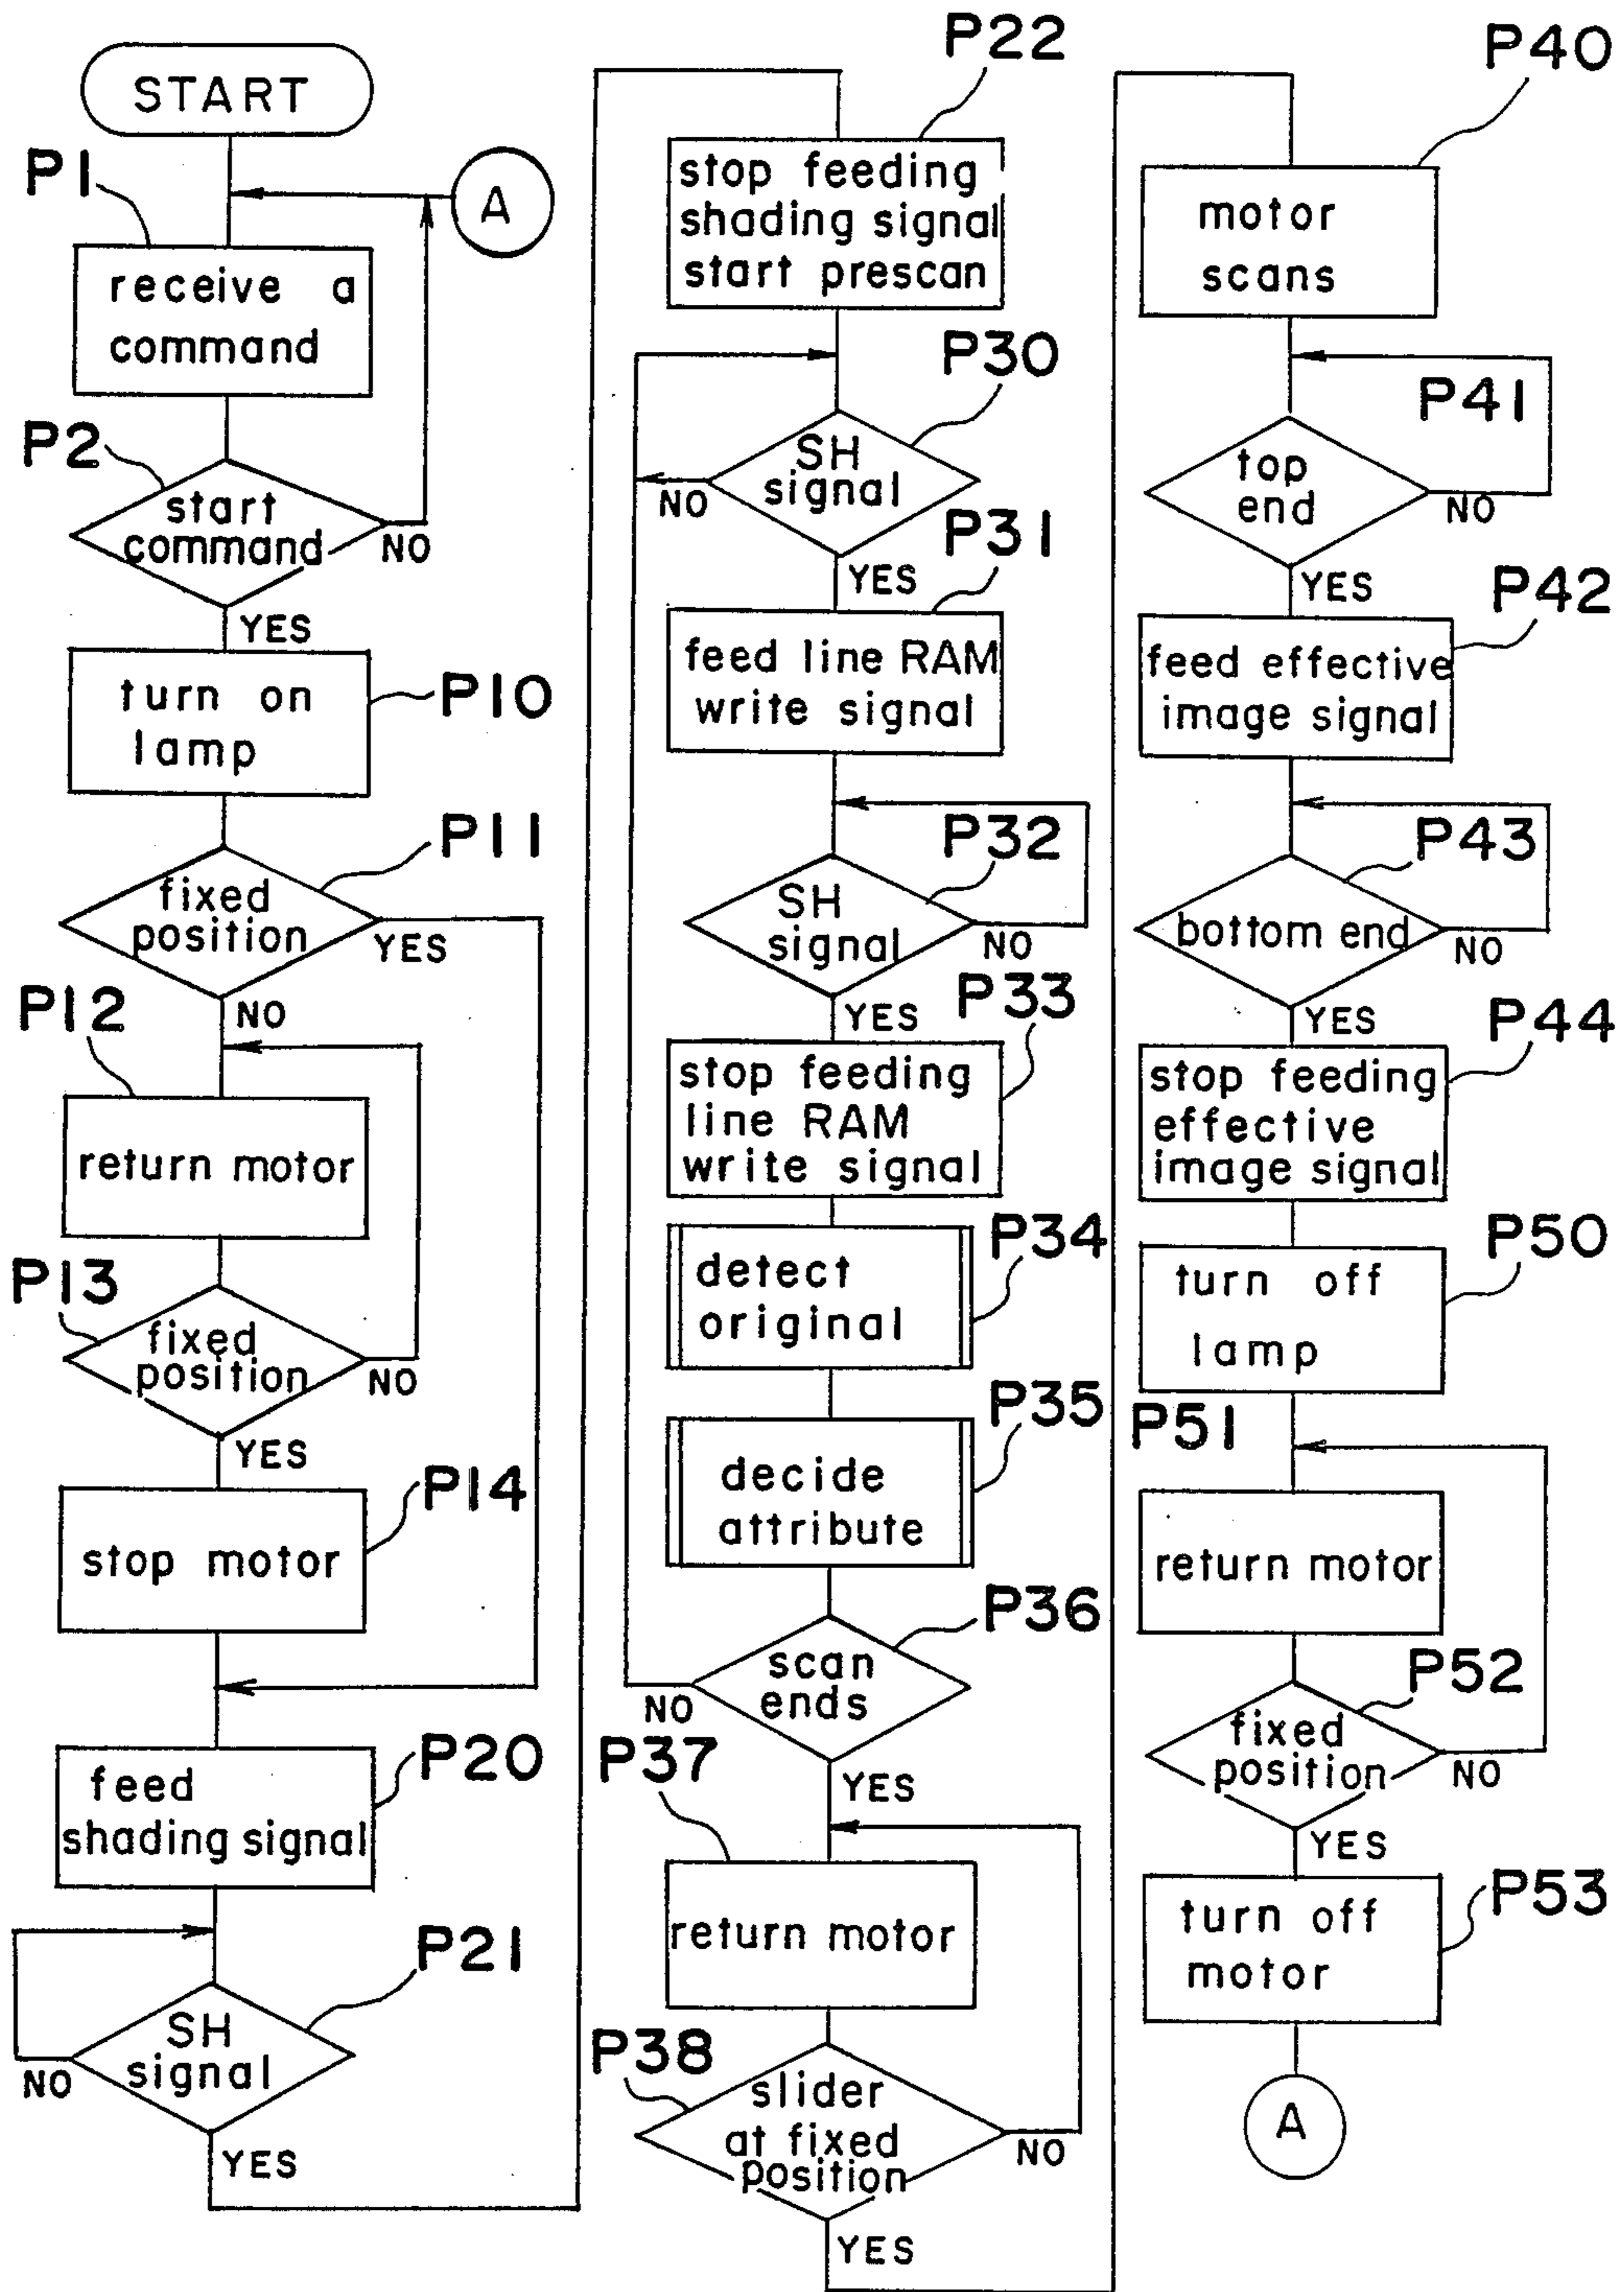 START
A
P1
receive a
command
P2
start
command
NO
YES
turn on
lamp
P10
P11
fixed
position
YES
NO
P12
return motor
P13
fixed
position
NO
YES
P14
stop motor
P20
feed
shading signal
P21
SH
signal
NO
YES
P22
stop feeding
shading signal
start prescan
P30
SH
signal
NO
P31
YES
feed line RAM
write signal
P32
SH
signal
NO
P33
YES
stop feeding
line RAM
write signal
P34
detect
original
P35
decide
attribute
P36
scan
ends
NO
P37
YES
return motor
P38
slider
at fixed
position
NO
YES
P40
motor
scans
P41
top
end
NO
YES
P42
feed effective
image signal
P43
bottom end
NO
YES
P44
stop feeding
effective
image signal
P50
turn off
lamp
P51
return motor
P52
fixed
position
NO
YES
P53
turn off
motor
A